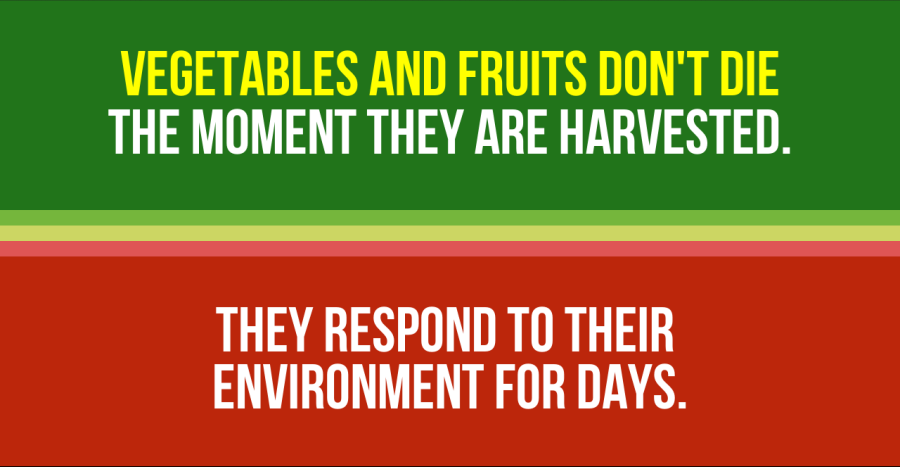 VEGETABLES AND FRUITS DON'T DIE
THE MOMENT THEY ARE HARVESTED.
THEY RESPOND TO THEIR
ENVIRONMENT FOR DAYS.